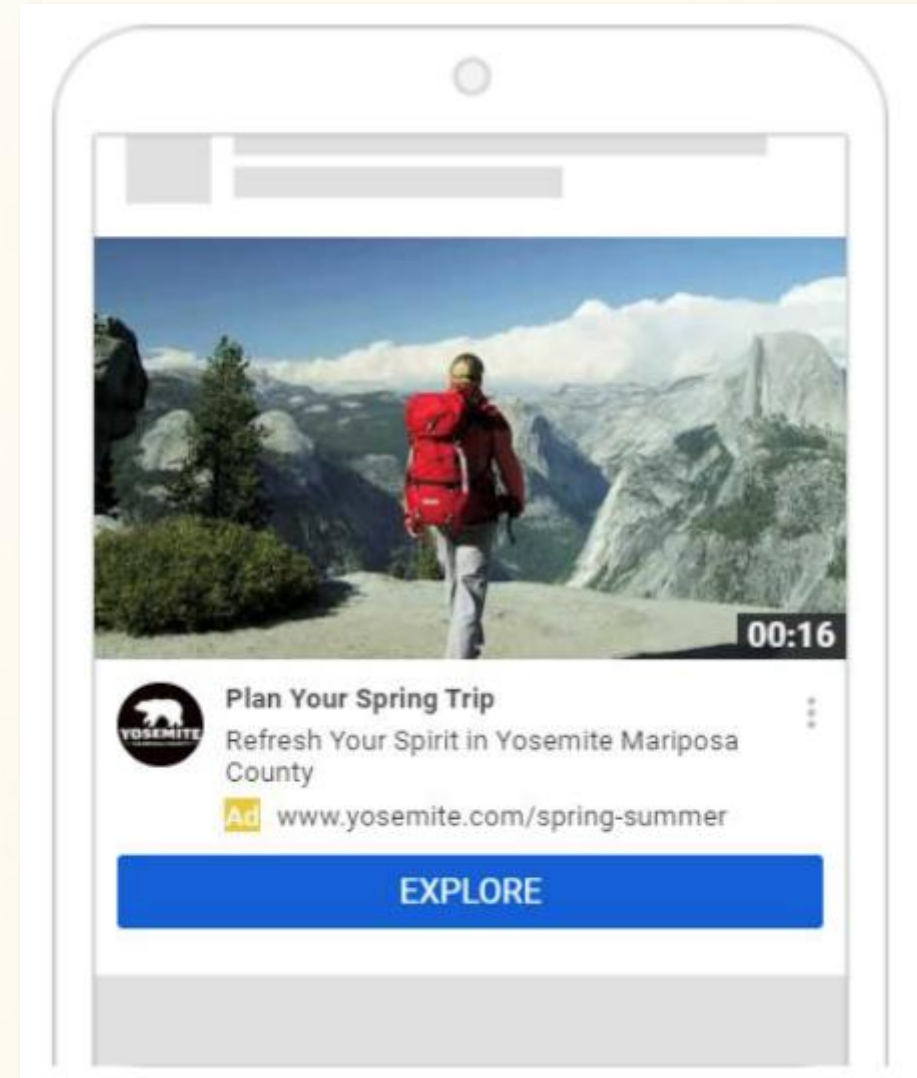 00:16
Plan Your Spring Trip
YOSEMITE
Refresh Your Spirit in Yosemite Mariposa
County
Ad www.yosemite.com/spring-summer
EXPLORE